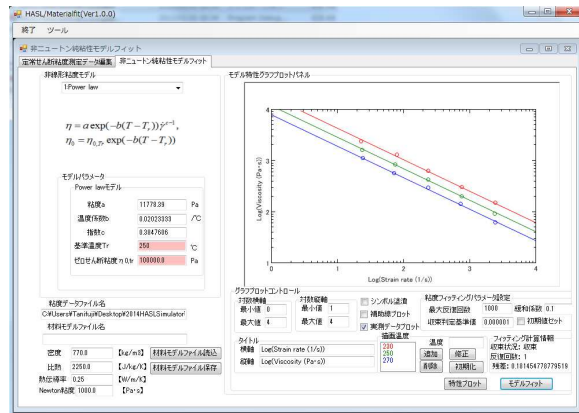 HASL/Materialfit(Ver1.0.0)
終了 ツール
非ニュートン純粘性モデルフィット
定常せん断粘度測定データ編集 非ニュートン純粘性モデルフィット
非線形粘度モデル
1:Power law
η = a exp(−b(T − Tr)) γ̇^c−1,
η0 = η0,Tr exp(−b(T − Tr))
モデルパラメータ
Power lawモデル
粘度a 11778.39 Pa
温度係数b 0.02023333 /℃
指数c 0.3047606
基準温度Tr 250 ℃
ゼロせん断粘度η0,tr 100000.0 Pa
粘度データファイル名
C:¥Users¥Tanifuji¥Desktop¥2014HASLSimulator
材料モデルファイル名
密度 770.0 【kg/m3】 材料モデルファイル読込
比熱 2250.0 【J/kg/K】 材料モデルファイル保存
熱伝導率 0.25 【W/m/K】
Newton粘度 1000.0 【Pa・s】
モデル特性グラフプロットパネル
Log(Viscosity (Pa・s))
4
3
2
1
0 1 2 3 4
Log(Strain rate (1/s))
グラフプロットコントロール
対数横軸
最小値 0
最大値 4
対数縦軸
最小値 1
最大値 4
シンボル塗潰
補助線プロット
実測データプロット
粘度フィッティングパラメータ設定
最大反復回数 1000 緩和係数 0.1
収束判定基準値 0.000001 初期値セット
タイトル
横軸 Log(Strain rate (1/s))
縦軸 Log(Viscosity (Pa・s))
描画温度
230
250
270
温度
追加 修正
削除 初期化
フィッティング計算情報
収束状況: 収束
反復回数: 1
残差: 0.181454770779519
特性プロット モデルフィット